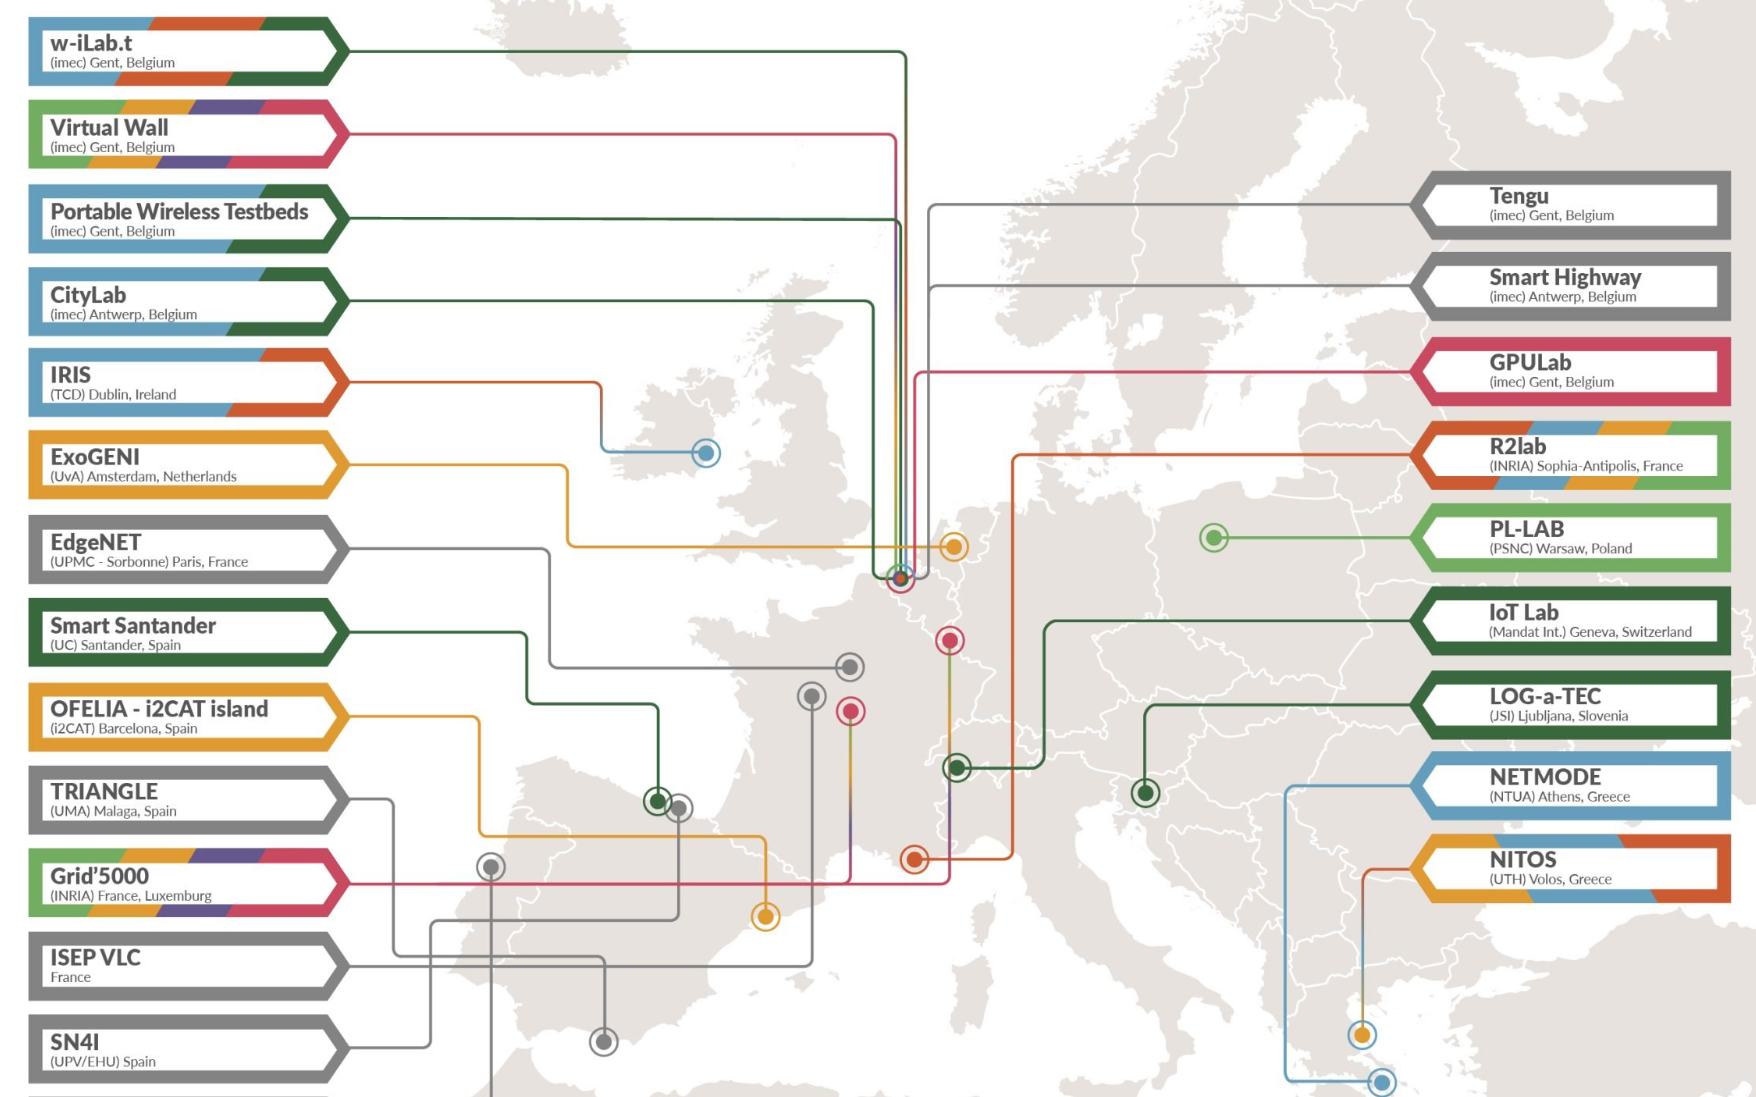 w-iLab.t
(imec) Gent, Belgium
Virtual Wall
(imec) Gent, Belgium
Portable Wireless Testbeds
(imec) Gent, Belgium
CityLab
(imec) Antwerp, Belgium
IRIS
(TCD) Dublin, Ireland
ExoGENI
(UvA) Amsterdam, Netherlands
EdgeNET
(UPMC - Sorbonne) Paris, France
Smart Santander
(UC) Santander, Spain
OFELIA - i2CAT island
(i2CAT) Barcelona, Spain
TRIANGLE
(UMA) Malaga, Spain
Grid'5000
(INRIA) France, Luxemburg
ISEP VLC
France
SN4I
(UPV/EHU) Spain
Tengu
(imec) Gent, Belgium
Smart Highway
(imec) Antwerp, Belgium
GPULab
(imec) Gent, Belgium
R2lab
(INRIA) Sophia-Antipolis, France
PL-LAB
(PSNC) Warsaw, Poland
IoT Lab
(Mandat Int.) Geneva, Switzerland
LOG-a-TEC
(JSI) Ljubljana, Slovenia
NETMODE
(NTUA) Athens, Greece
NITOS
(UTH) Volos, Greece